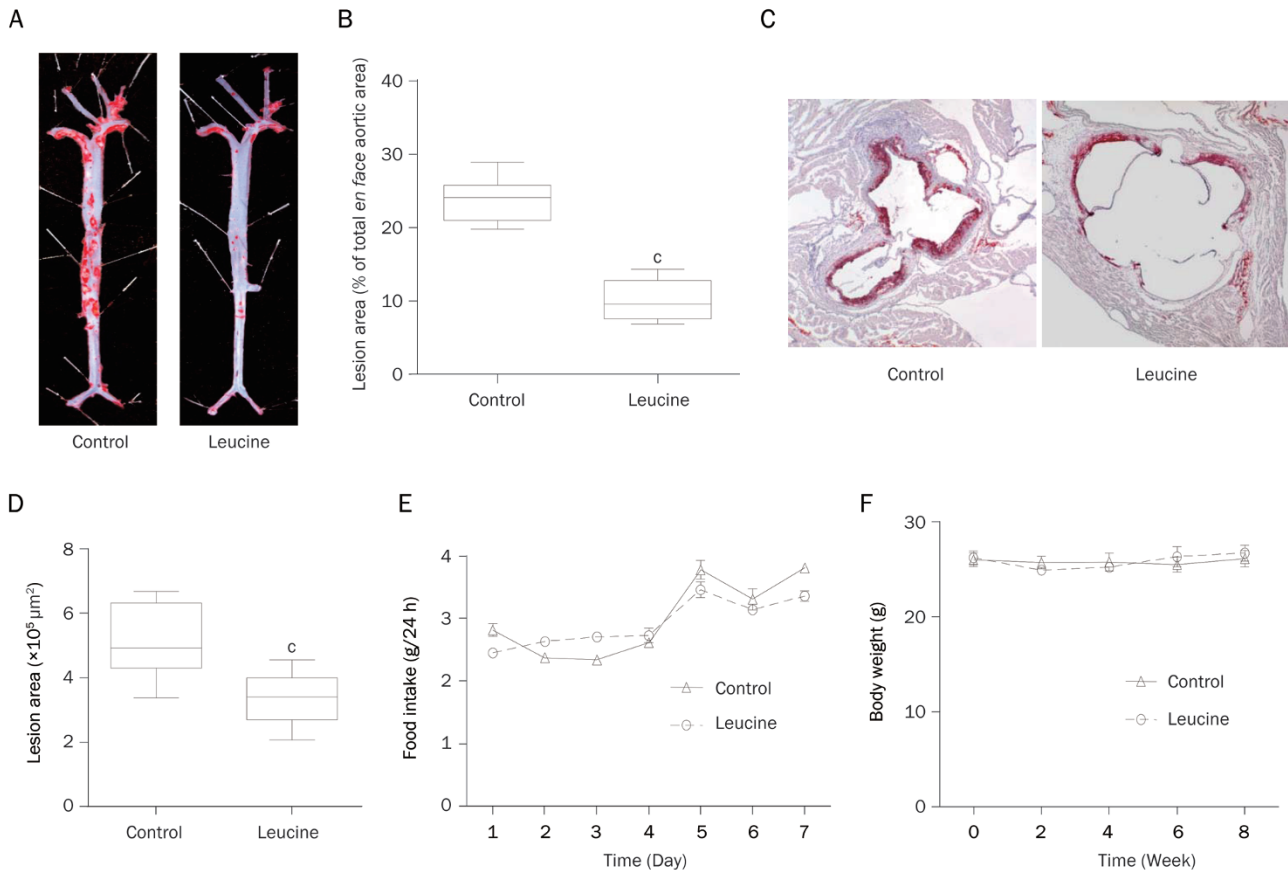 A
Control
Leucine
B
Lesion area (% of total en face aortic area)
40
30
20
10
0
c
Control
Leucine
C
Control
Leucine
D
Lesion area (×10⁵ μm²)
8
6
4
2
0
c
Control
Leucine
E
Food intake (g/24 h)
4
3
2
1
0
Control
Leucine
1 2 3 4 5 6 7
Time (Day)
F
Body weight (g)
30
20
10
0
Control
Leucine
0 2 4 6 8
Time (Week)